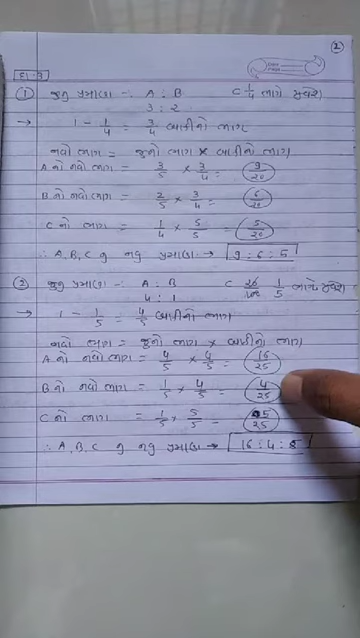 2
દા-3
① જુનુ પ્રમાણ :- A : B C ¼ ભાગે પ્રવેશ
3 : 2
→ 1 - 1/4 = 3/4 બાકીનો ભાગ
નવો ભાગ = જૂનો ભાગ × બાકીનો ભાગ
A નો નવો ભાગ = 3/5 × 3/4 = 9/20
B નો નવો ભાગ = 2/5 × 3/4 = 6/20
C નો ભાગ = 1/4 × 5/5 = 5/20
∴ A, B, C નુ નવુ પ્રમાણ → 9 : 6 : 5
② જુનુ પ્રમાણ :- A : B C 1/5 ભાગે પ્રવેશ
4 : 1
→ 1 - 1/5 = 4/5 બાકીનો ભાગ
નવો ભાગ = જૂનો ભાગ × બાકીનો ભાગ
A નો નવો ભાગ = 4/5 × 4/5 = 16/25
B નો નવો ભાગ = 1/5 × 4/5 = 4/25
C નો ભાગ = 1/5 × 5/5 = 5/25
∴ A, B, C નુ નવુ પ્રમાણ → 16 : 4 : 5